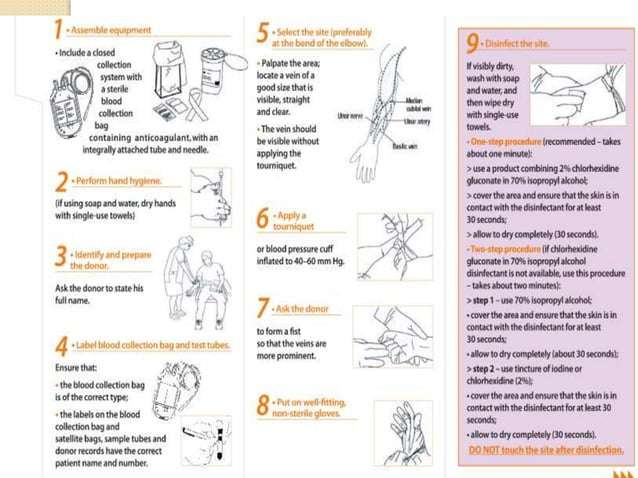 1 • Assemble equipment
• Include a closed
collection
system with
a sterile
blood
collection
bag
containing anticoagulant, with an
integrally attached tube and needle.
2 • Perform hand hygiene.
(if using soap and water, dry hands
with single-use towels)
3 • Identify and prepare
the donor.
Ask the donor to state his
full name.
4 • Label blood collection bag and test tubes.
Ensure that:
• the blood collection bag
is of the correct type;
• the labels on the blood
collection bag and
satellite bags, sample tubes and
donor records have the correct
patient name and number.
5 • Select the site (preferably
at the bend of the elbow).
• Palpate the area;
locate a vein of a
good size that is
visible, straight
and clear.
• The vein should
be visible without
applying the
tourniquet.
Median
cubital vein
Ulnar nerve
Ulnar artery
Basilic vein
6 • Apply a
tourniquet
or blood pressure cuff
inflated to 40–60 mm Hg.
7 • Ask the donor
to form a fist
so that the veins are
more prominent.
8 • Put on well-fitting,
non-sterile gloves.
9 • Disinfect the site.
If visibly dirty,
wash with soap
and water, and
then wipe dry
with single-use
towels.
• One-step procedure (recommended – takes
about one minute):
> use a product combining 2% chlorhexidine
gluconate in 70% isopropyl alcohol;
> cover the area and ensure that the skin is in
contact with the disinfectant for at least
30 seconds;
> allow to dry completely (30 seconds).
• Two-step procedure (if chlorhexidine
gluconate in 70% isopropyl alcohol
disinfectant is not available, use this procedure
– takes about two minutes):
> step 1 – use 70% isopropyl alcohol;
• cover the area and ensure that the skin is in
contact with the disinfectant for at least
30 seconds;
• allow to dry completely (about 30 seconds);
> step 2 – use tincture of iodine or
chlorhexidine (2%);
• cover the area and ensure that the skin is in
contact with the disinfectant for at least 30
seconds;
• allow to dry completely (30 seconds).
DO NOT touch the site after disinfection.